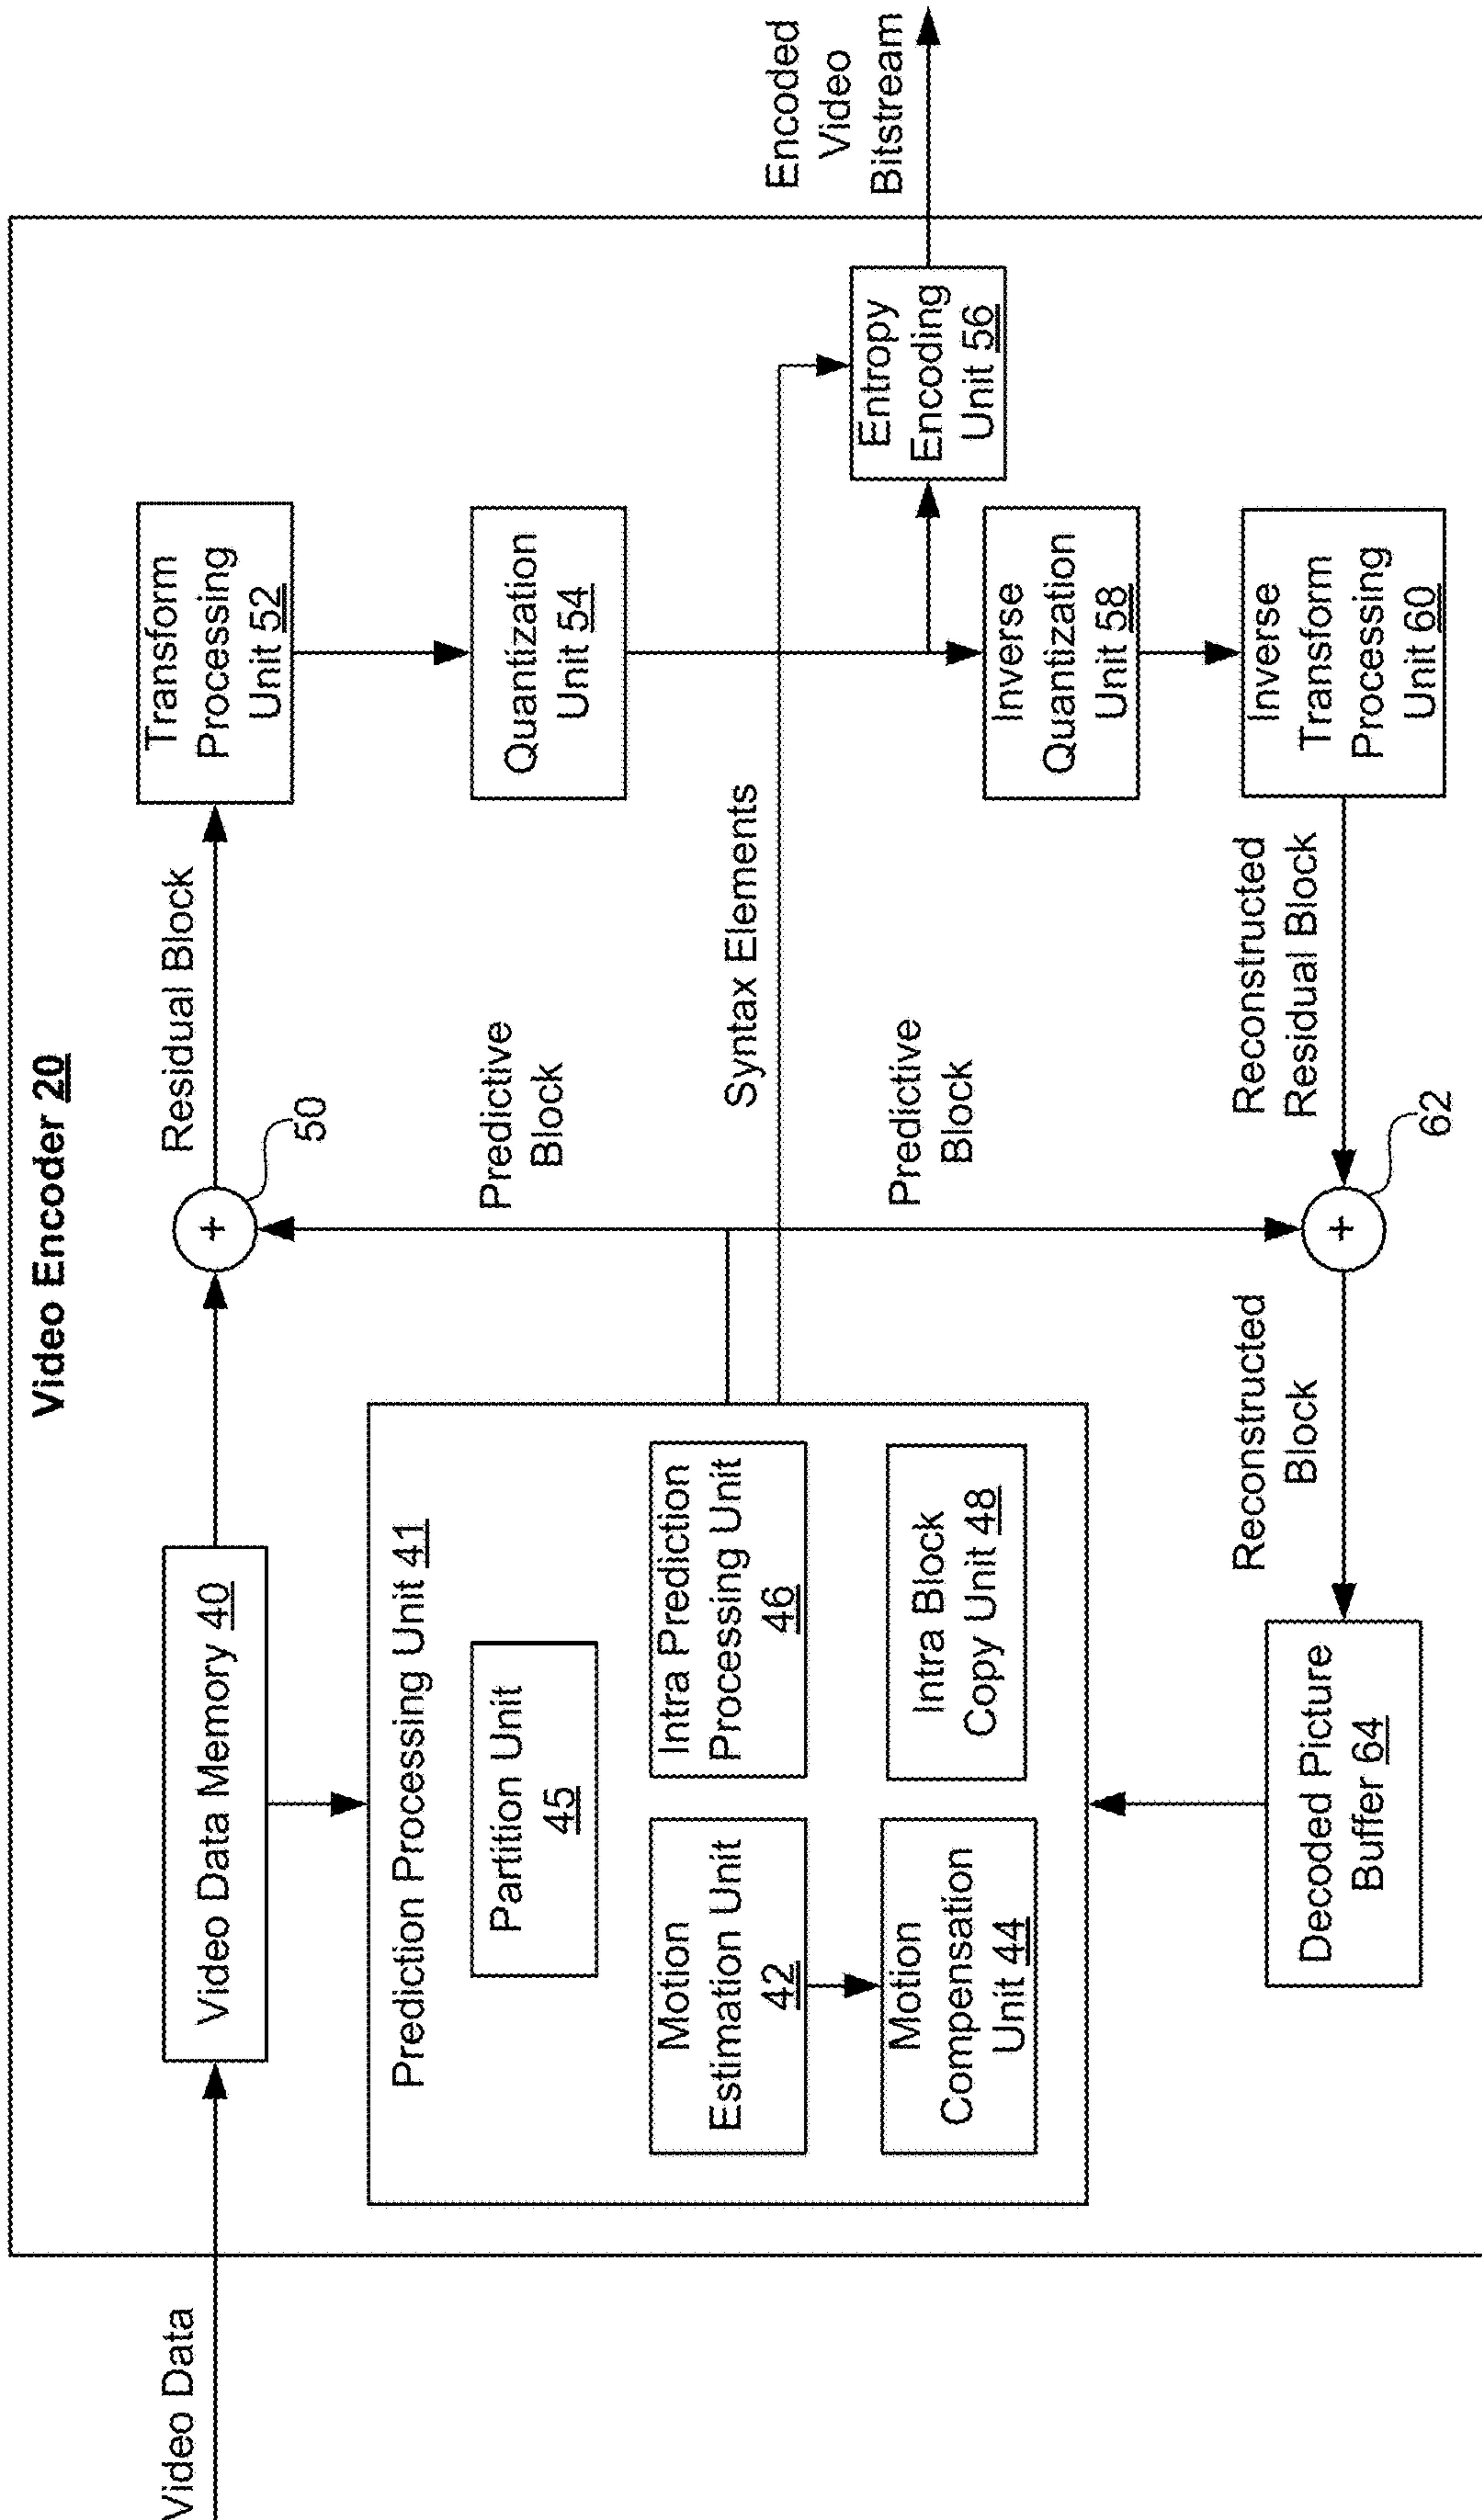 Video Encoder 20
Video Data
Video Data Memory 40
Residual Block
50
Transform
Processing
Unit 52
Prediction Processing Unit 41
Partition Unit
45
Motion
Estimation Unit
42
Intra Prediction
Processing Unit
46
Motion
Compensation
Unit 44
Intra Block
Copy Unit 48
Predictive
Block
Quantization
Unit 54
Syntax Elements
Predictive
Block
Entropy
Encoding
Unit 56
Encoded
Video
Bitstream
Inverse
Quantization
Unit 58
Decoded Picture
Buffer 64
Reconstructed
Block
62
Reconstructed
Residual Block
Inverse
Transform
Processing
Unit 60
+
+